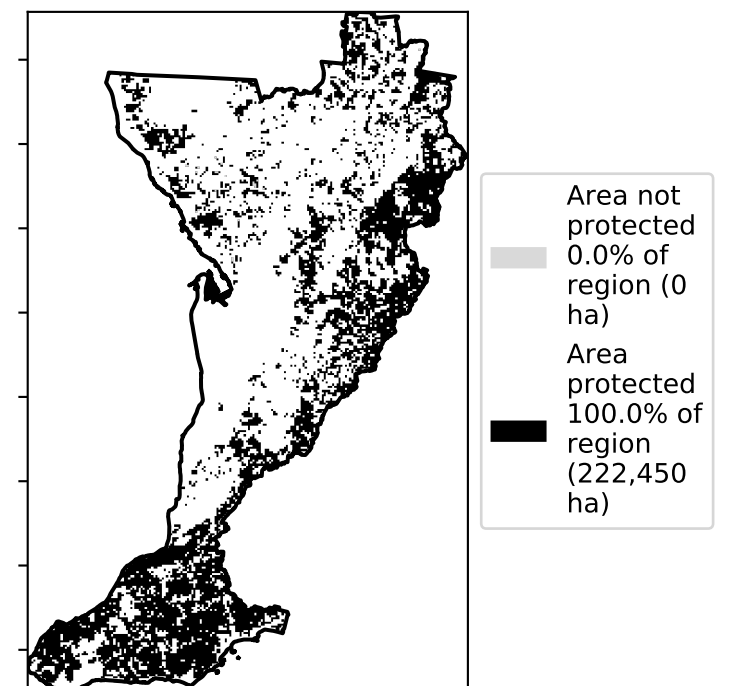 Area not
protected
0.0% of
region (0
ha)
Area
protected
100.0% of
region
(222,450
ha)